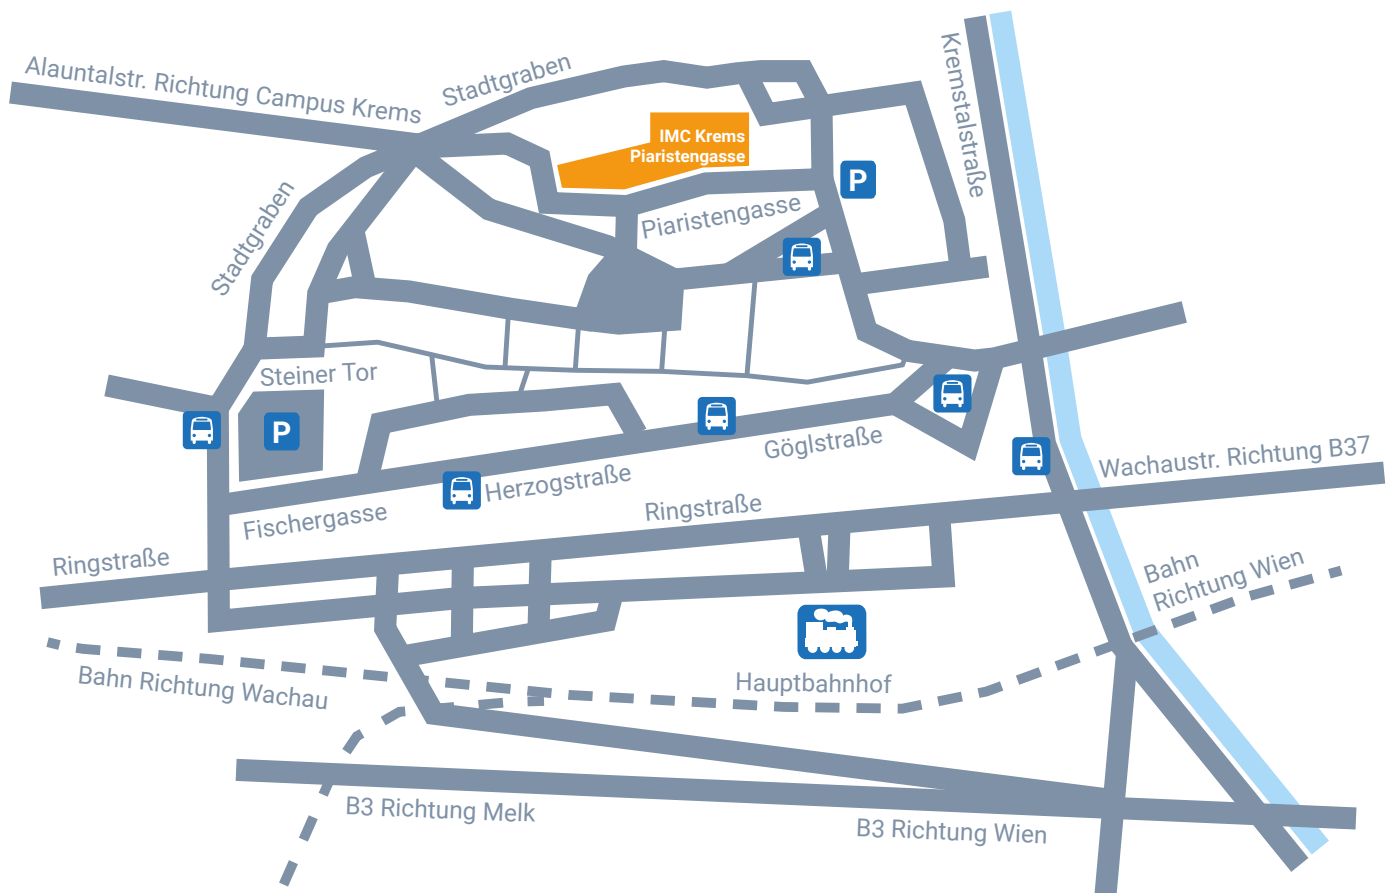 Alauntalstr. Richtung Campus Krems
Stadtgraben
Kremstalstraße
IMC Krems
Piaristengasse
P
Stadtgraben
Piaristengasse
Steiner Tor
P
Göglstraße
Wachaustr. Richtung B37
Herzogstraße
Fischergasse
Ringstraße
Ringstraße
Bahn
Richtung Wien
Bahn Richtung Wachau
Hauptbahnhof
B3 Richtung Melk
B3 Richtung Wien